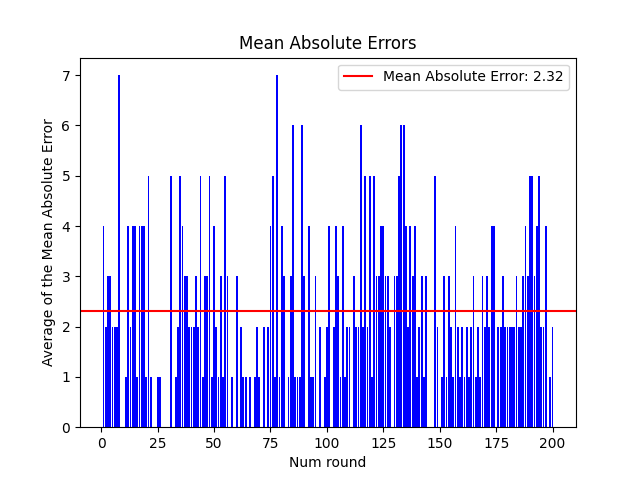 Mean Absolute Errors
Mean Absolute Error: 2.32
Average of the Mean Absolute Error
7
6
5
4
3
2
1
0
0 25 50 75 100 125 150 175 200
Num round